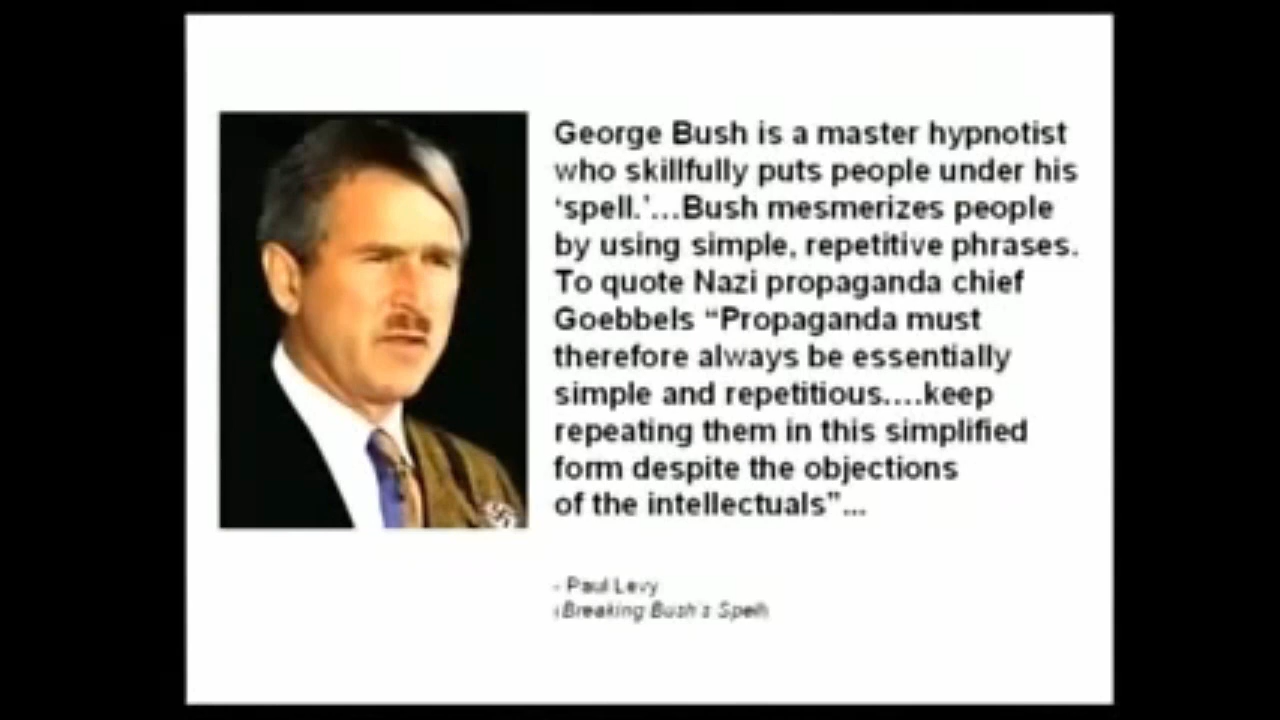 George Bush is a master hypnotist
who skillfully puts people under his
‘spell.’...Bush mesmerizes people
by using simple, repetitive phrases.
To quote Nazi propaganda chief
Goebbels “Propaganda must
therefore always be essentially
simple and repetitious....keep
repeating them in this simplified
form despite the objections
of the intellectuals”...
- Paul Levy
(Breaking Bush's Spell)